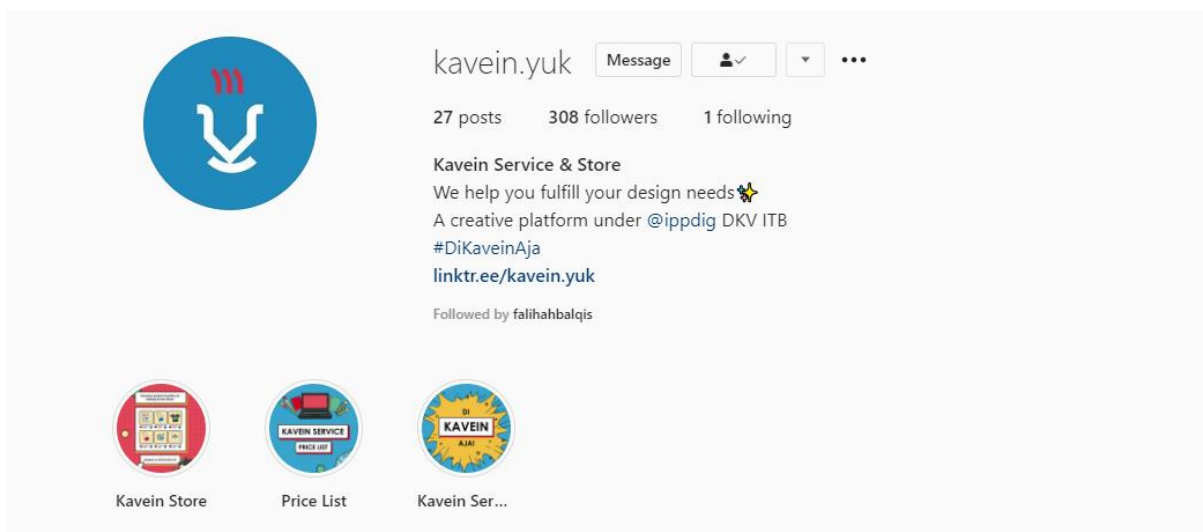 kavein.yuk Message
27 posts 308 followers 1 following
Kavein Service & Store
We help you fulfill your design needs✨
A creative platform under @ippdig DKV ITB
#DiKaveinAja
linktr.ee/kavein.yuk
Followed by falihahbalqis
KAVEIN SERVICE
PRICE LIST
DI
KAVEIN
AJA!
Kavein Store Price List Kavein Ser...